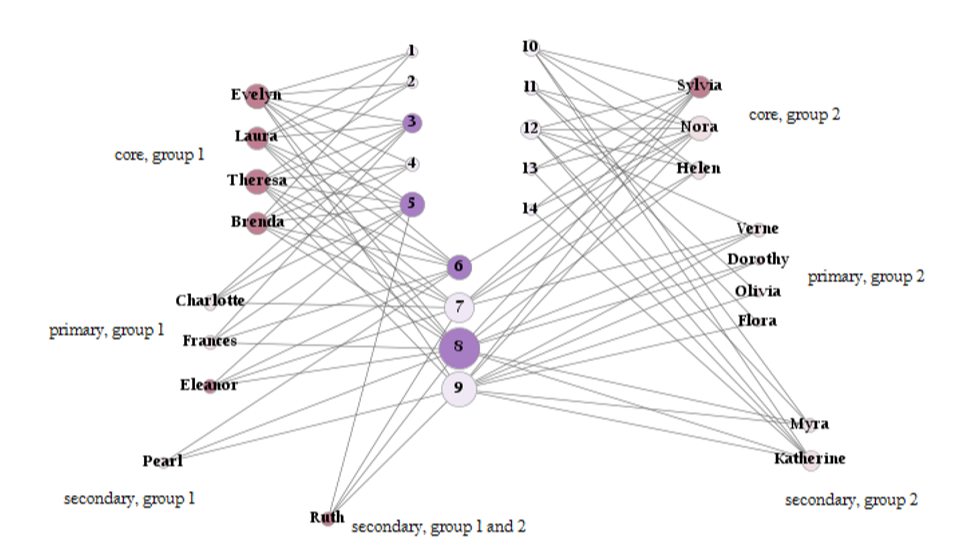 1
10
2
11
Evelyn
Sylvia
core, group 2
3
12
Nora
Laura
core, group 1
4
13
Helen
Theresa
5
14
Brenda
Verne
6
Dorothy
primary, group 2
Charlotte
7
Olivia
primary, group 1
Frances
8
Flora
Eleanor
9
Myra
Pearl
Katherine
secondary, group 1
secondary, group 2
Ruth
secondary, group 1 and 2